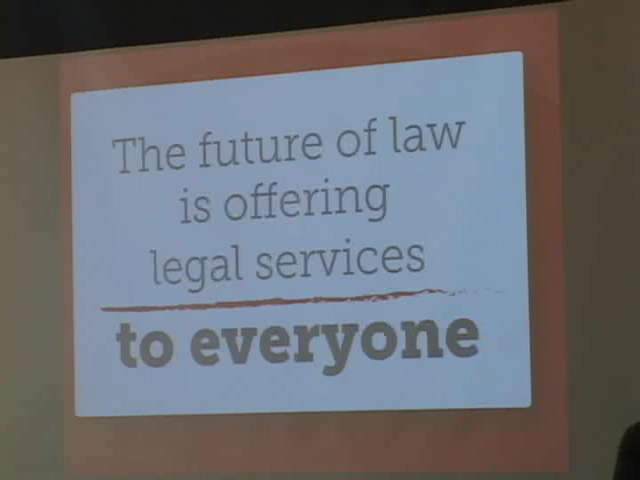 The future of law
is offering
legal services
to everyone